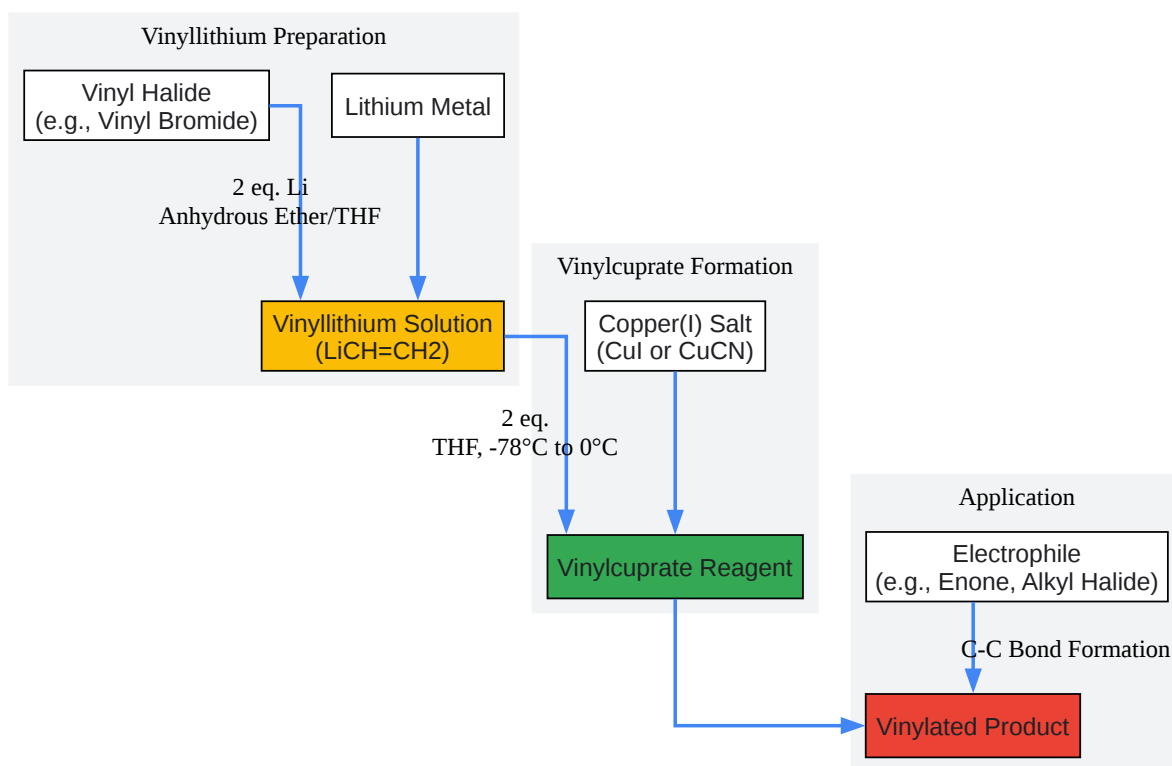 Vinyllithium Preparation
Vinyl Halide
(e.g., Vinyl Bromide)
Lithium Metal
2 eq. Li
Anhydrous Ether/THF
Vinyllithium Solution
(LiCH=CH2)
Vinylcuprate Formation
Copper(I) Salt
(CuI or CuCN)
2 eq.
THF, -78°C to 0°C
Vinylcuprate Reagent
Application
Electrophile
(e.g., Enone, Alkyl Halide)
C-C Bond Formation
Vinylated Product